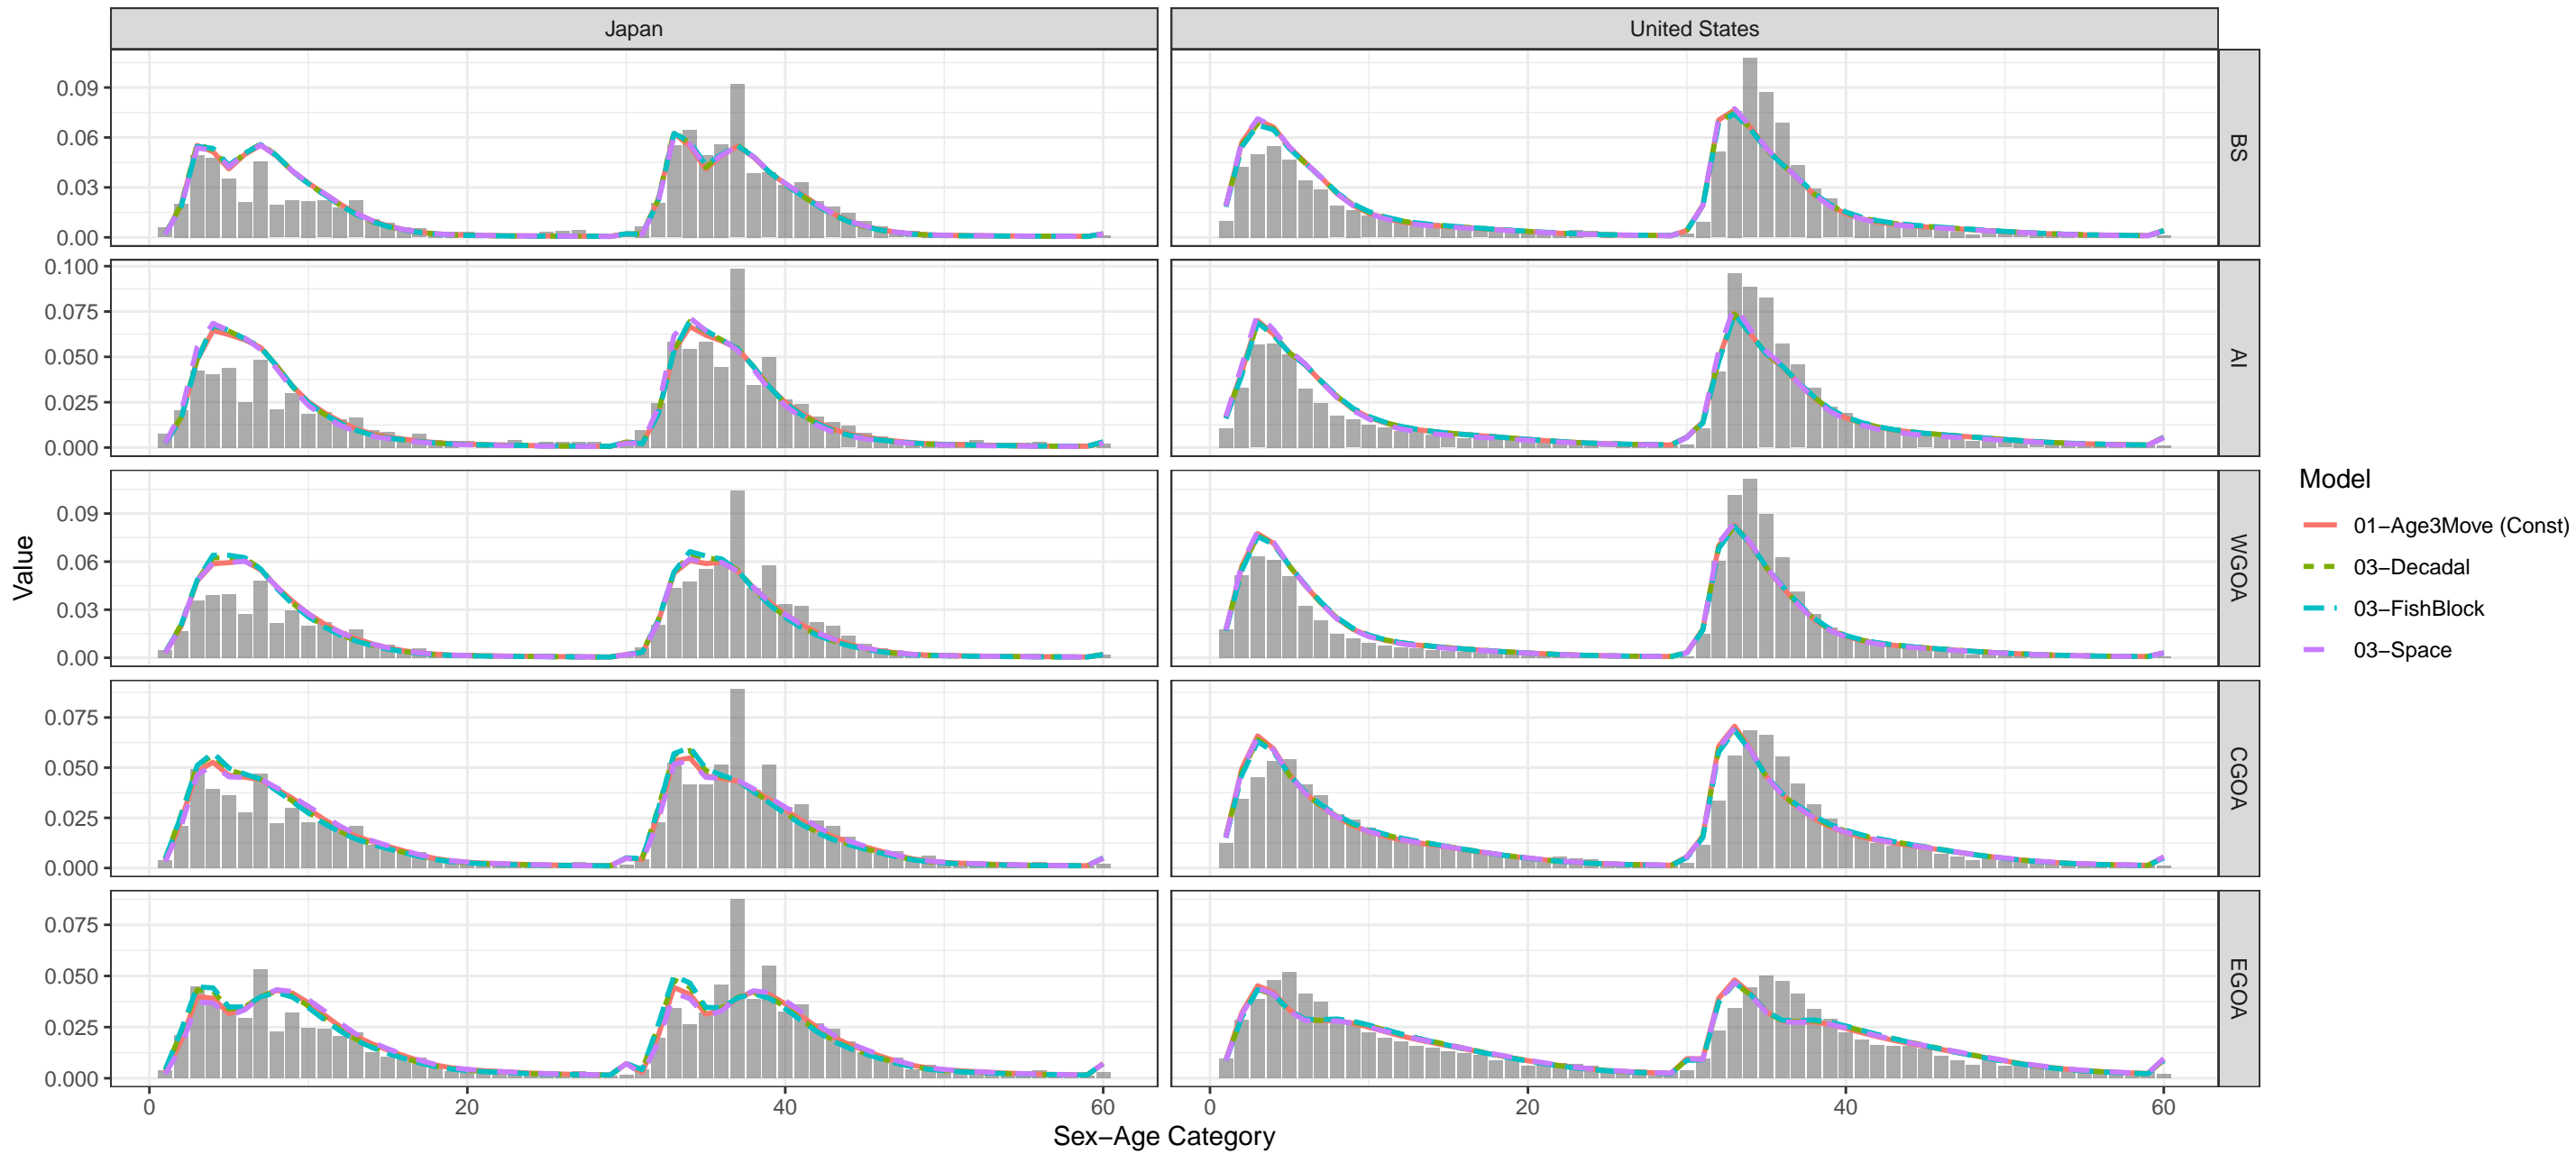 Japan
United States
0.09
0.06
0.03
0.00
BS
0.100
0.075
0.050
0.025
0.000
AI
0.09
0.06
0.03
0.00
WGOA
0.075
0.050
0.025
0.000
CGOA
0.075
0.050
0.025
0.000
EGOA
Value
0
20
40
60
0
20
40
60
Sex−Age Category
Model
01−Age3Move (Const)
03−Decadal
03−FishBlock
03−Space